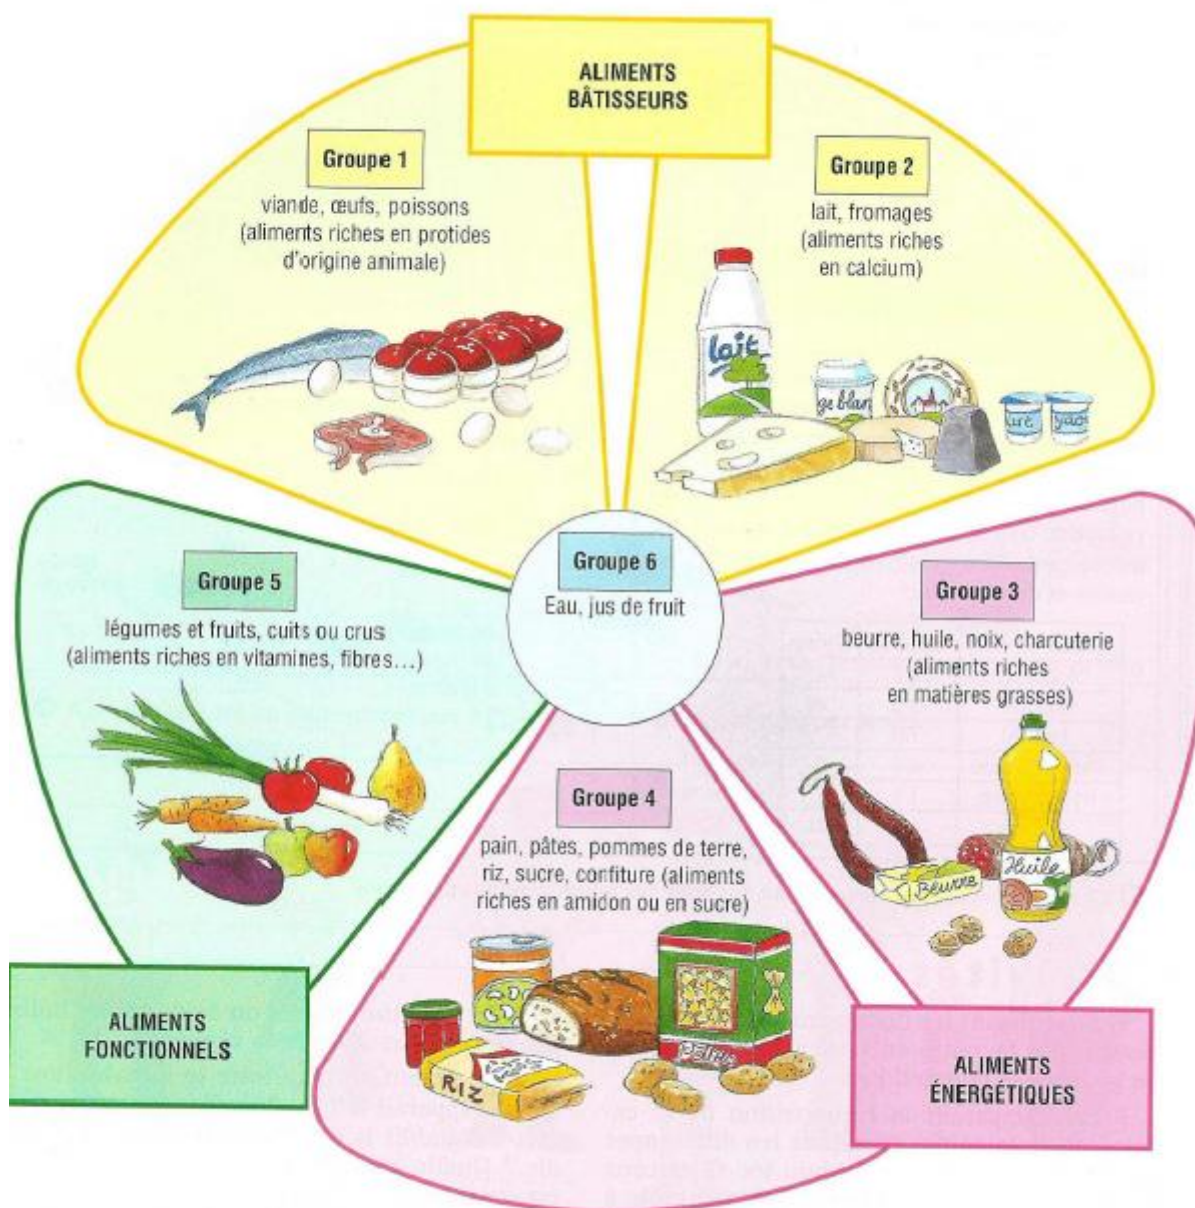 ALIMENTS
BÂTISSEURS
Groupe 1
viande, œufs, poissons
(aliments riches en protides
d'origine animale)
Groupe 2
lait, fromages
(aliments riches
en calcium)
lait
ge blan
yaou
Groupe 6
Eau, jus de fruit
Groupe 5
légumes et fruits, cuits ou crus
(aliments riches en vitamines, fibres...)
Groupe 3
beurre, huile, noix, charcuterie
(aliments riches
en matières grasses)
Huile
Beurre
Groupe 4
pain, pâtes, pommes de terre,
riz, sucre, confiture (aliments
riches en amidon ou en sucre)
RIZ
ALIMENTS
FONCTIONNELS
ALIMENTS
ÉNERGÉTIQUES